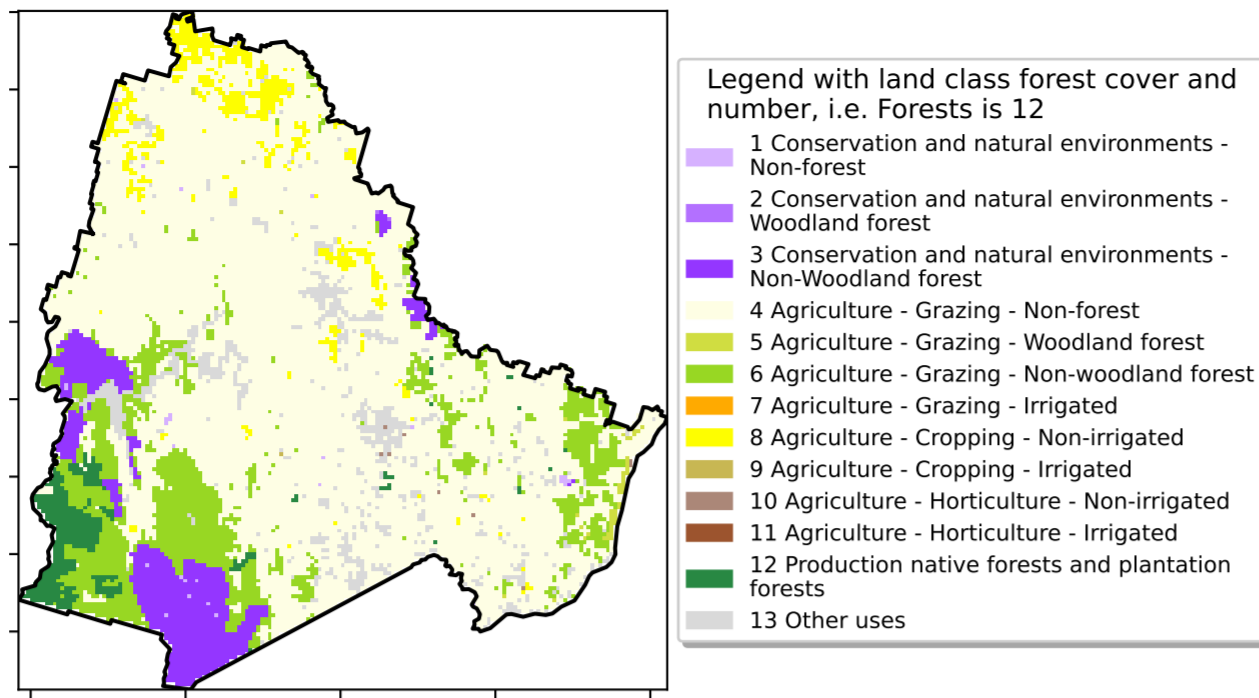 Legend with land class forest cover and
number, i.e. Forests is 12
1 Conservation and natural environments -
Non-forest
2 Conservation and natural environments -
Woodland forest
3 Conservation and natural environments -
Non-Woodland forest
4 Agriculture - Grazing - Non-forest
5 Agriculture - Grazing - Woodland forest
6 Agriculture - Grazing - Non-woodland forest
7 Agriculture - Grazing - Irrigated
8 Agriculture - Cropping - Non-irrigated
9 Agriculture - Cropping - Irrigated
10 Agriculture - Horticulture - Non-irrigated
11 Agriculture - Horticulture - Irrigated
12 Production native forests and plantation
forests
13 Other uses